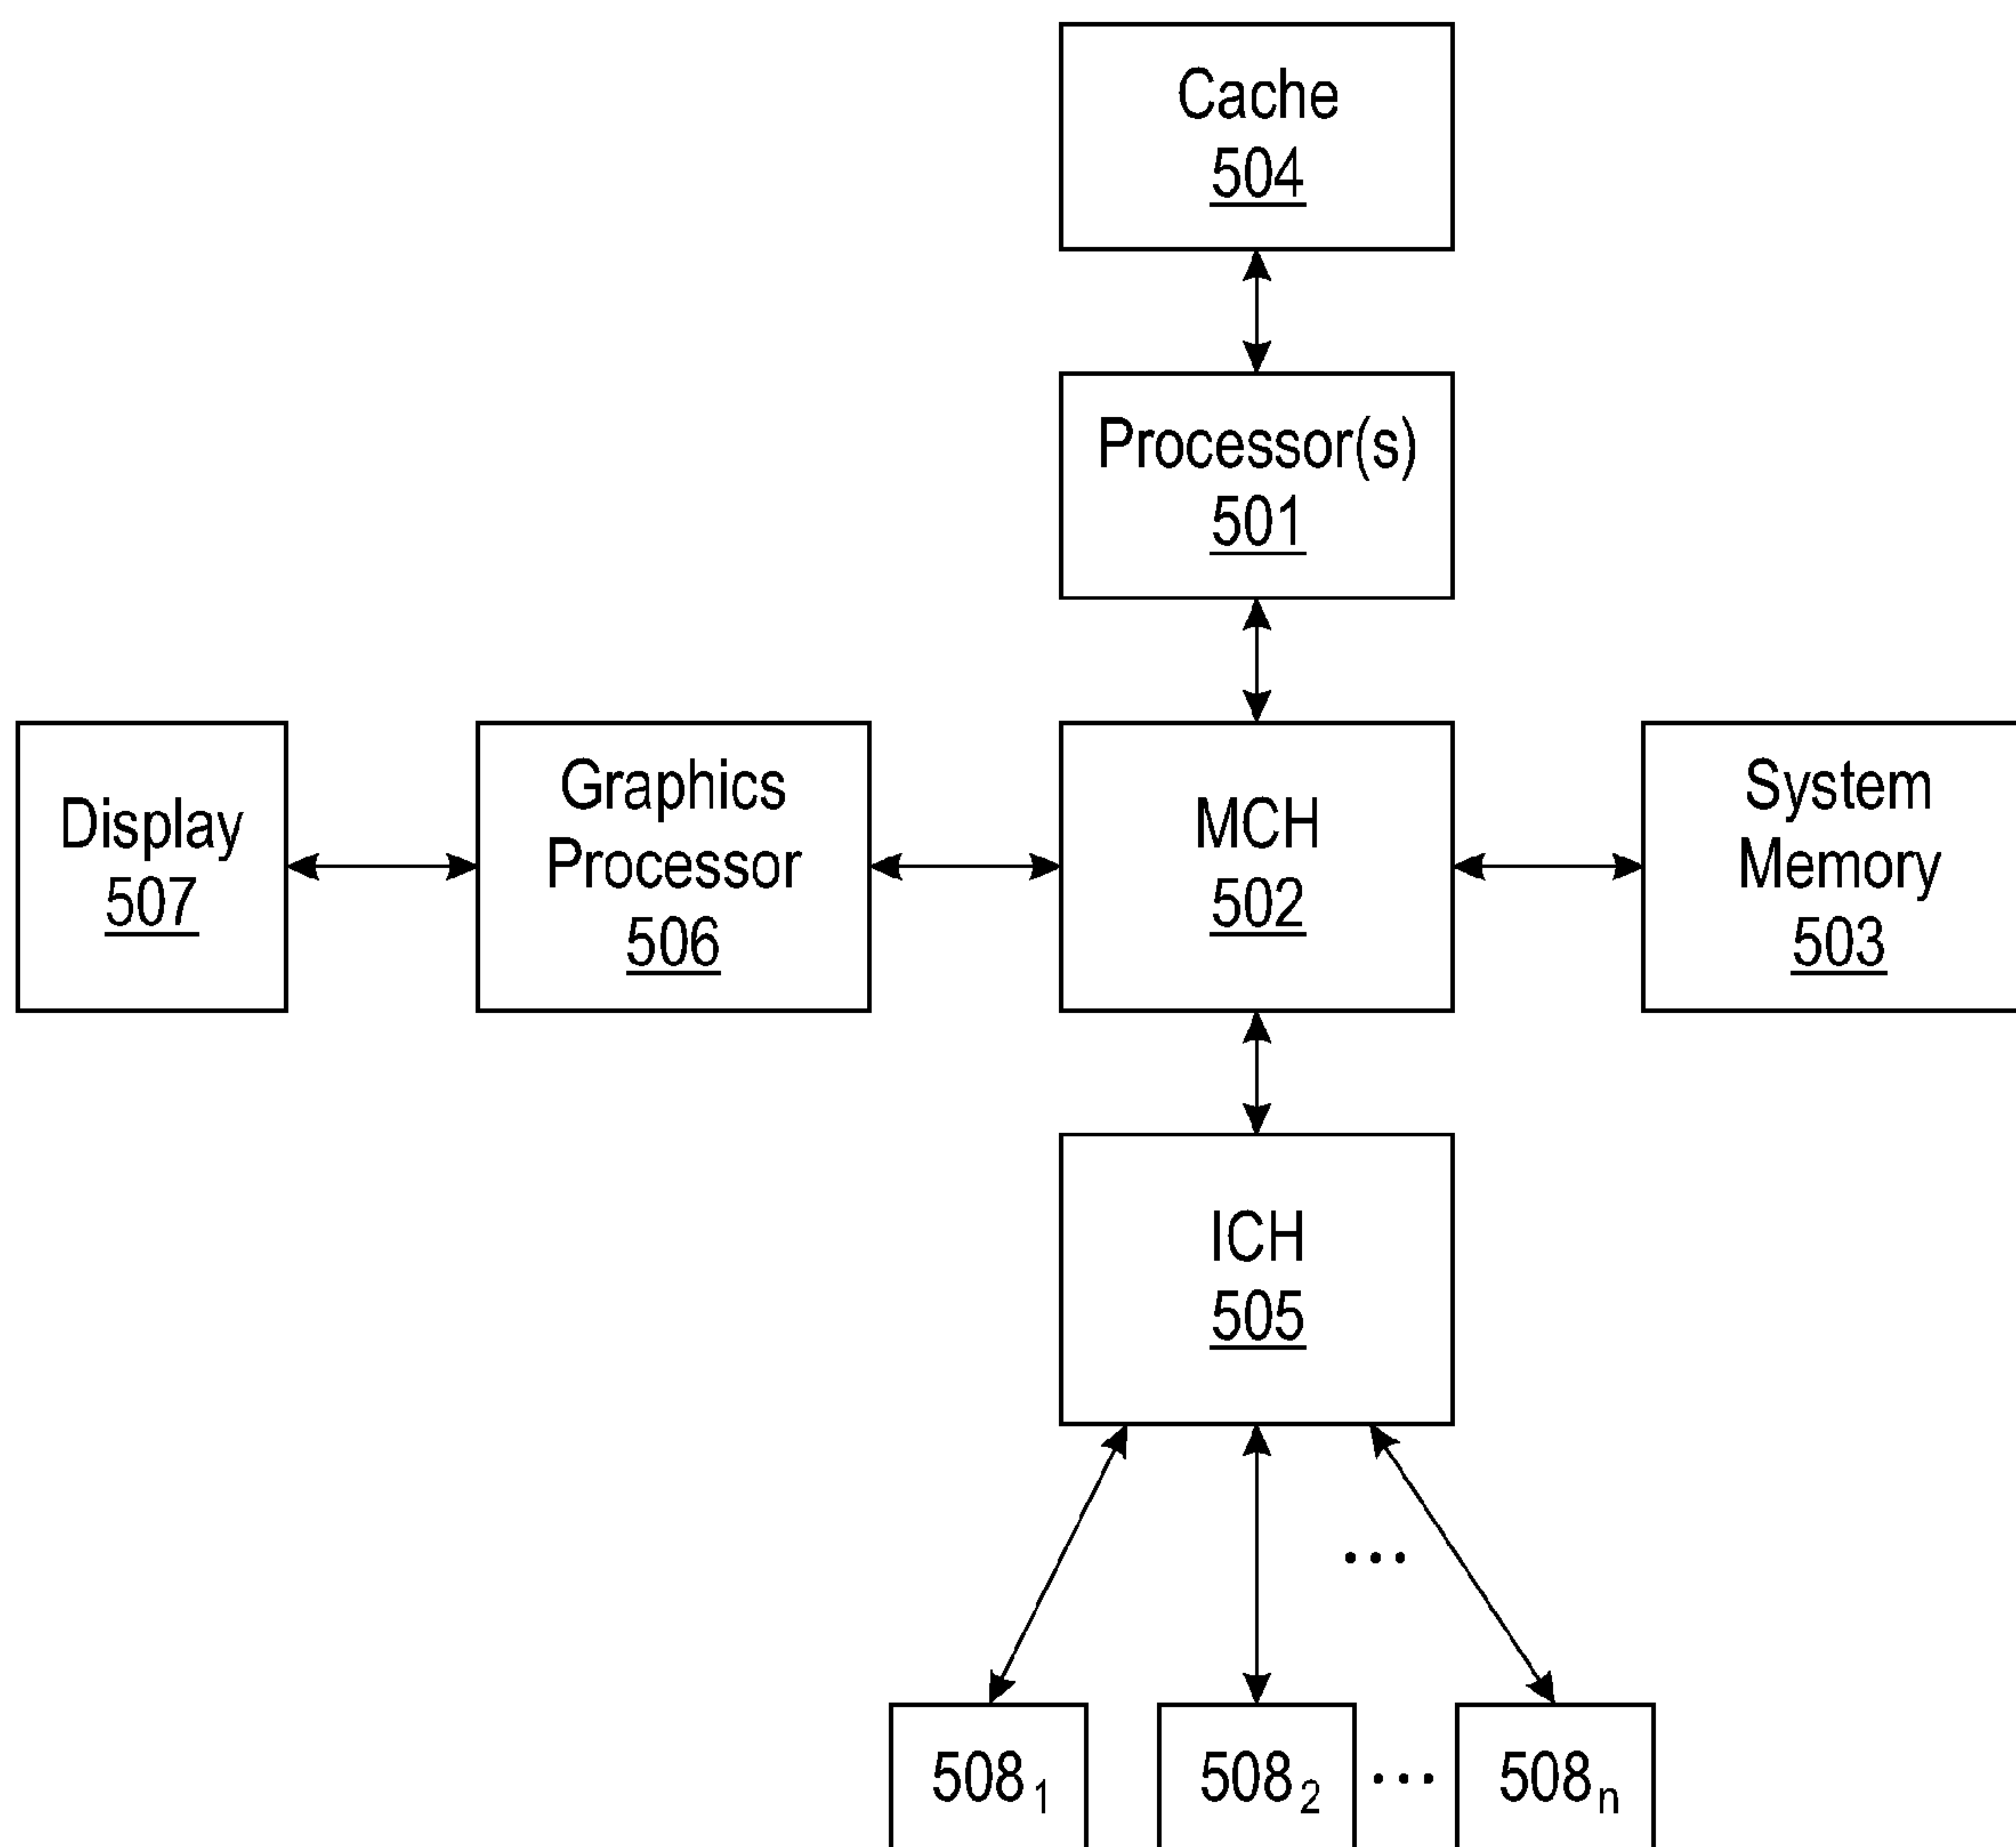 Cache
504
Processor(s)
501
Display
507
Graphics
Processor
506
MCH
502
System
Memory
503
ICH
505
...
508₁
508₂
...
508ₙ